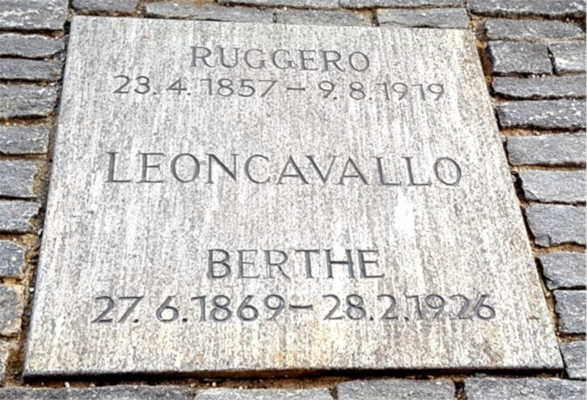 RUGGERO
23.4.1857 – 9.8.1919
LEONCAVALLO
BERTHE
27.6.1869 – 28.2.1926